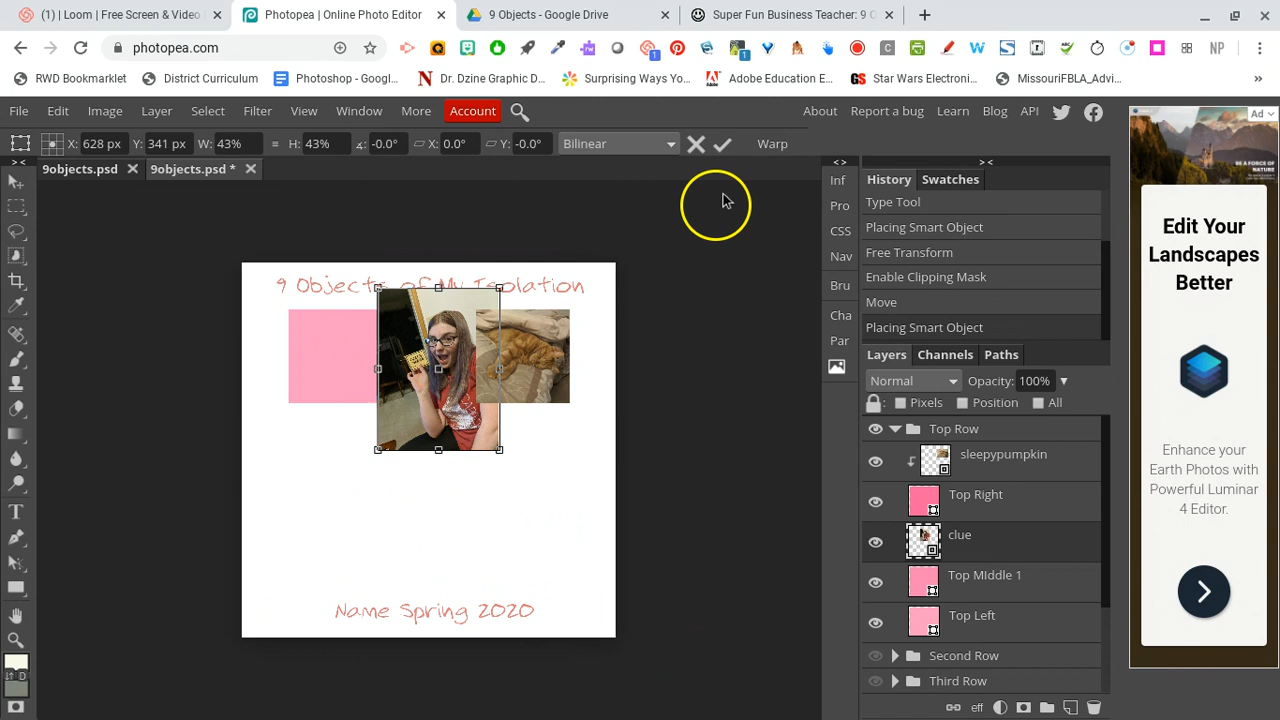 (1) | Loom | Free Screen & Video
Photopea | Online Photo Editor
9 Objects - Google Drive
Super Fun Business Teacher: 9 O
photopea.com
NP
RWD Bookmarklet
District Curriculum
Photoshop - Googl...
Dr. Dzine Graphic D...
Surprising Ways Yo...
Adobe Education E...
Star Wars Electroni...
MissouriFBLA_Advi...
File Edit Image Layer Select Filter View Window More Account
About Report a bug Learn Blog API
X: 628 px Y: 341 px W: 43% = H: 43% ∡: -0.0° X: 0.0° Y: -0.0° Bilinear Warp
9objects.psd
9objects.psd *
9 Objects of My Isolation
Name Spring 2020
Inf
Pro
CSS
Nav
Bru
Cha
Par
History Swatches
Type Tool
Placing Smart Object
Free Transform
Enable Clipping Mask
Move
Placing Smart Object
Layers Channels Paths
Normal Opacity: 100%
Pixels Position All
Top Row
sleepypumpkin
Top Right
clue
Top MIddle 1
Top Left
Second Row
Third Row
eff
D
Ad
BE A FORCE OF
NATURE
Edit Your
Landscapes
Better
Enhance your
Earth Photos with
Powerful Luminar
4 Editor.